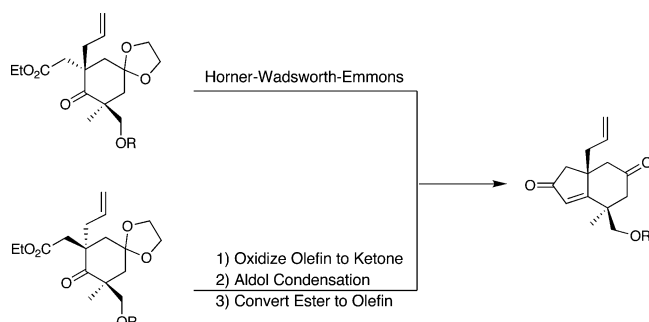 EtO2C
O
O
O
OR
Horner-Wadsworth-Emmons
O
O
OR
EtO2C
O
O
O
OR
1) Oxidize Olefin to Ketone
2) Aldol Condensation
3) Convert Ester to Olefin